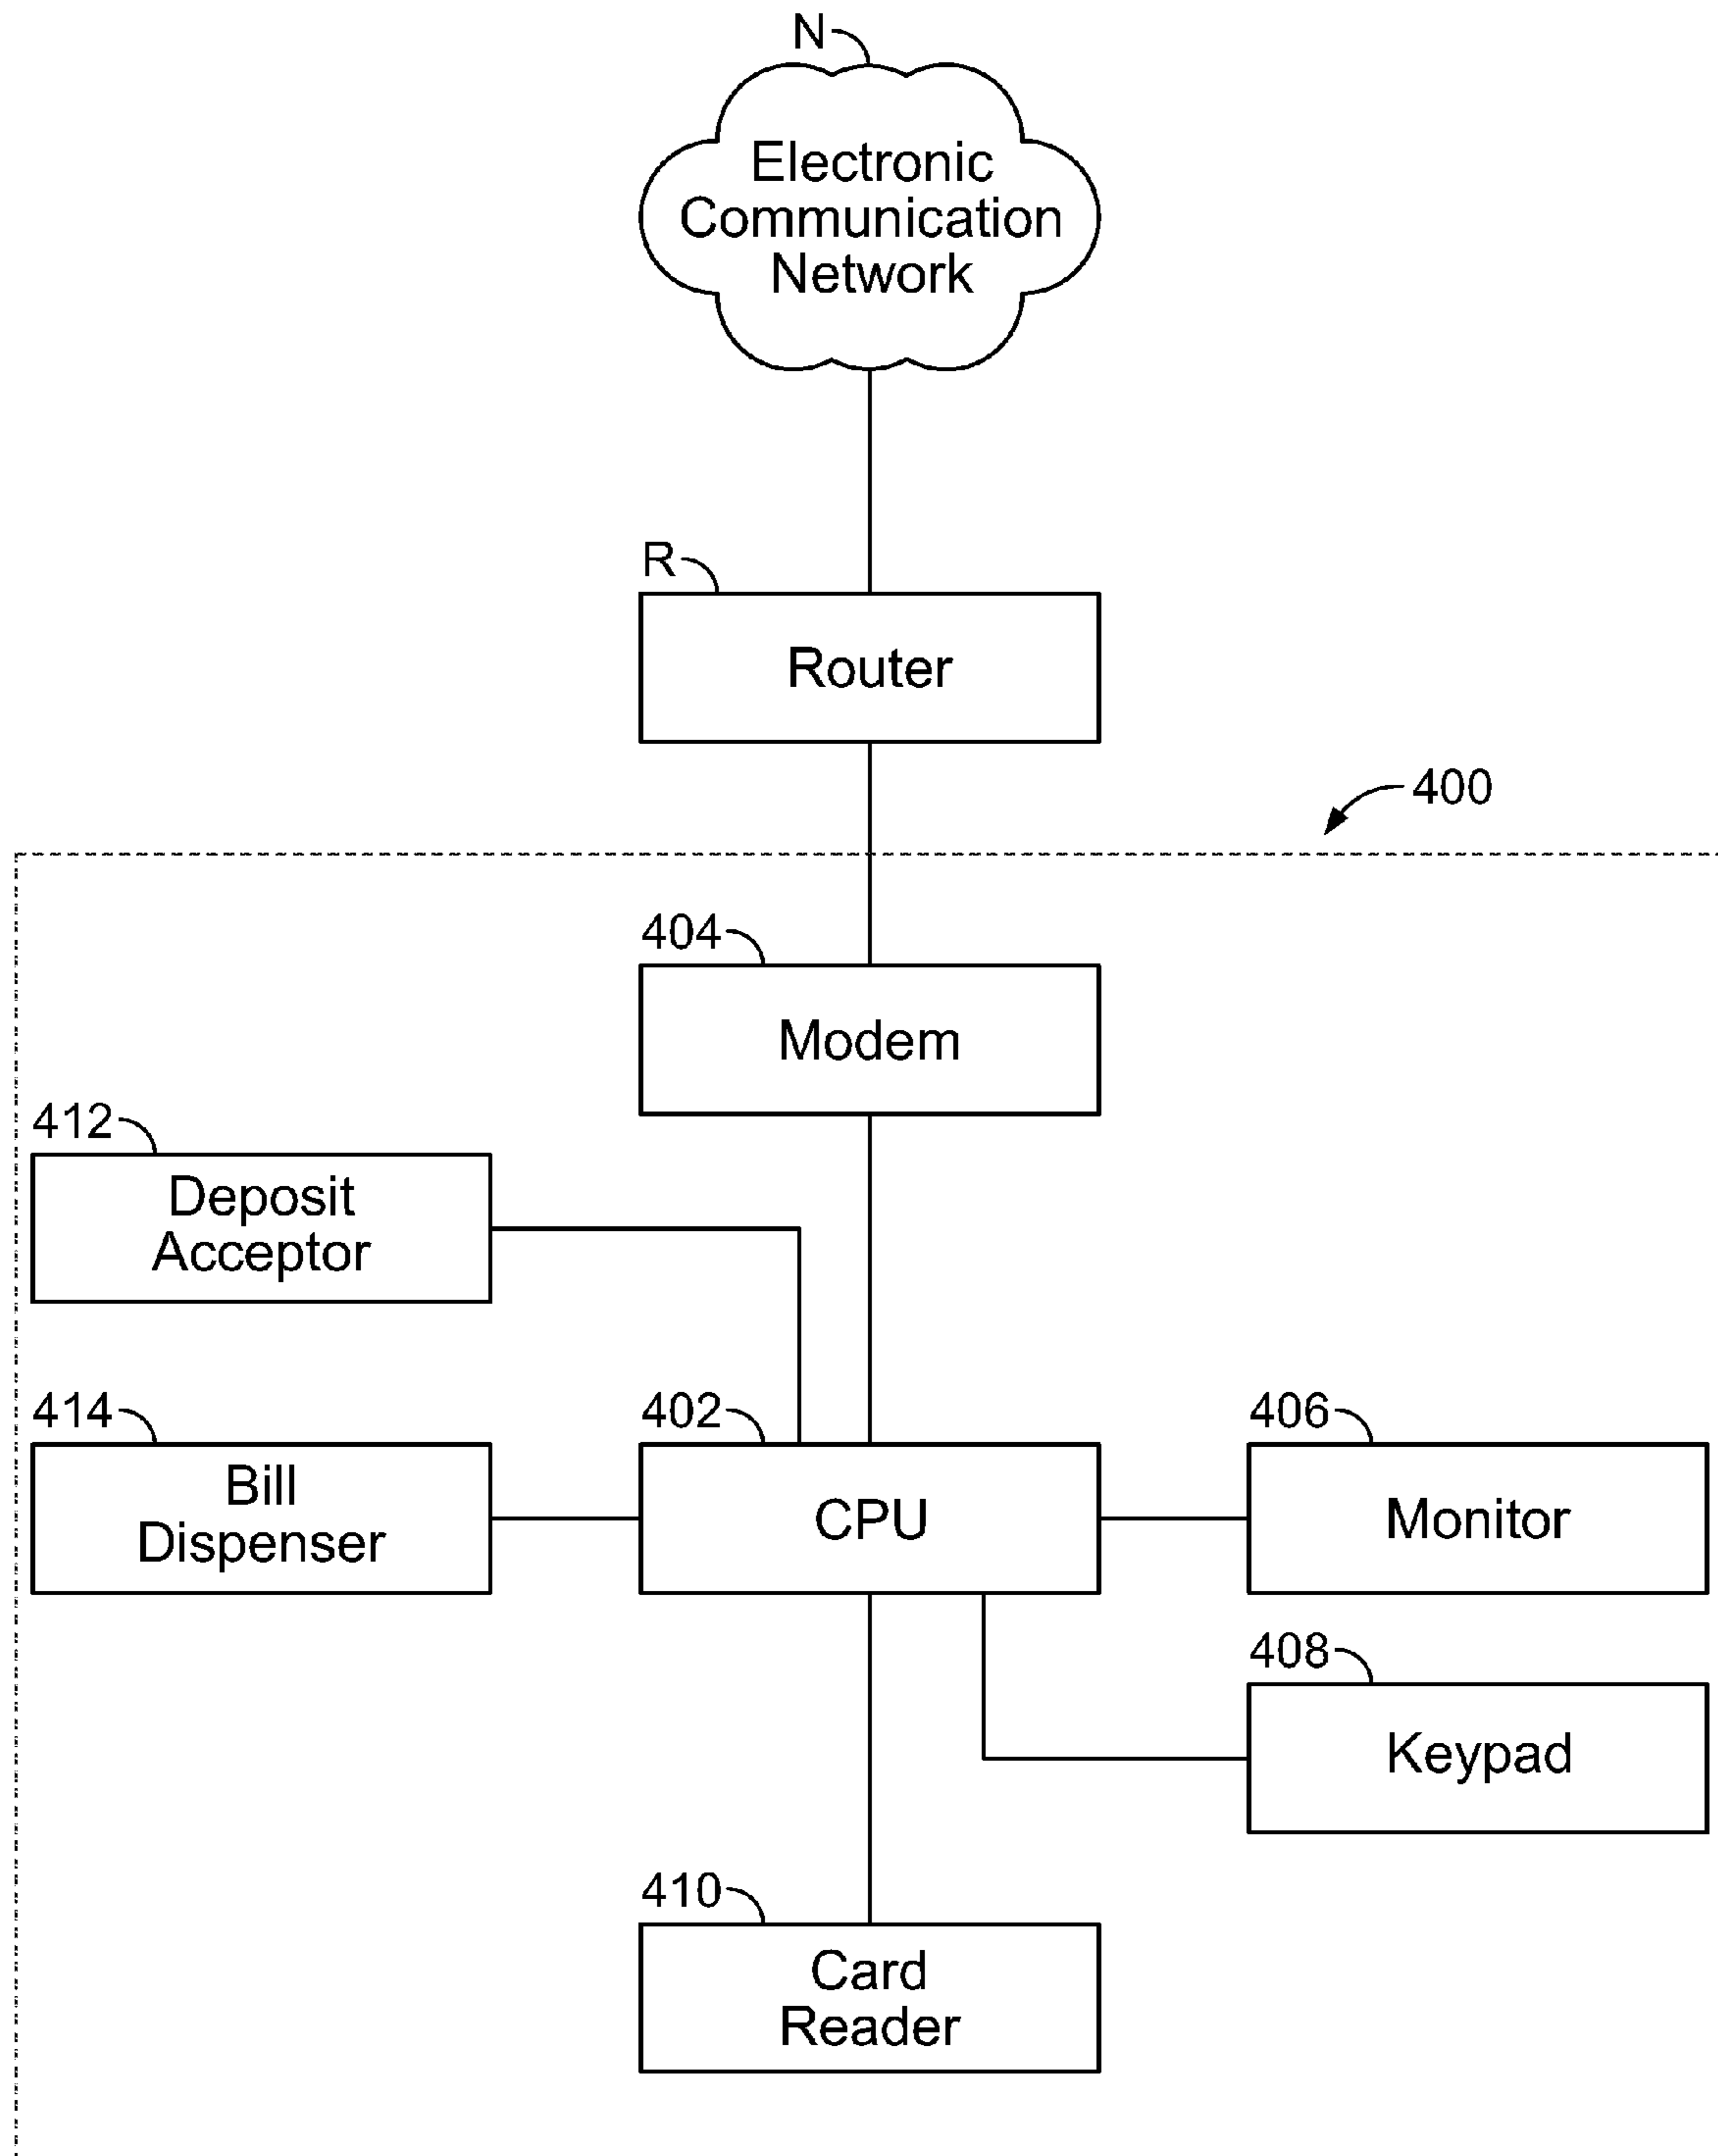 N
Electronic
Communication
Network
R
Router
400
404
Modem
412
Deposit
Acceptor
414
Bill
Dispenser
402
CPU
406
Monitor
408
Keypad
410
Card
Reader